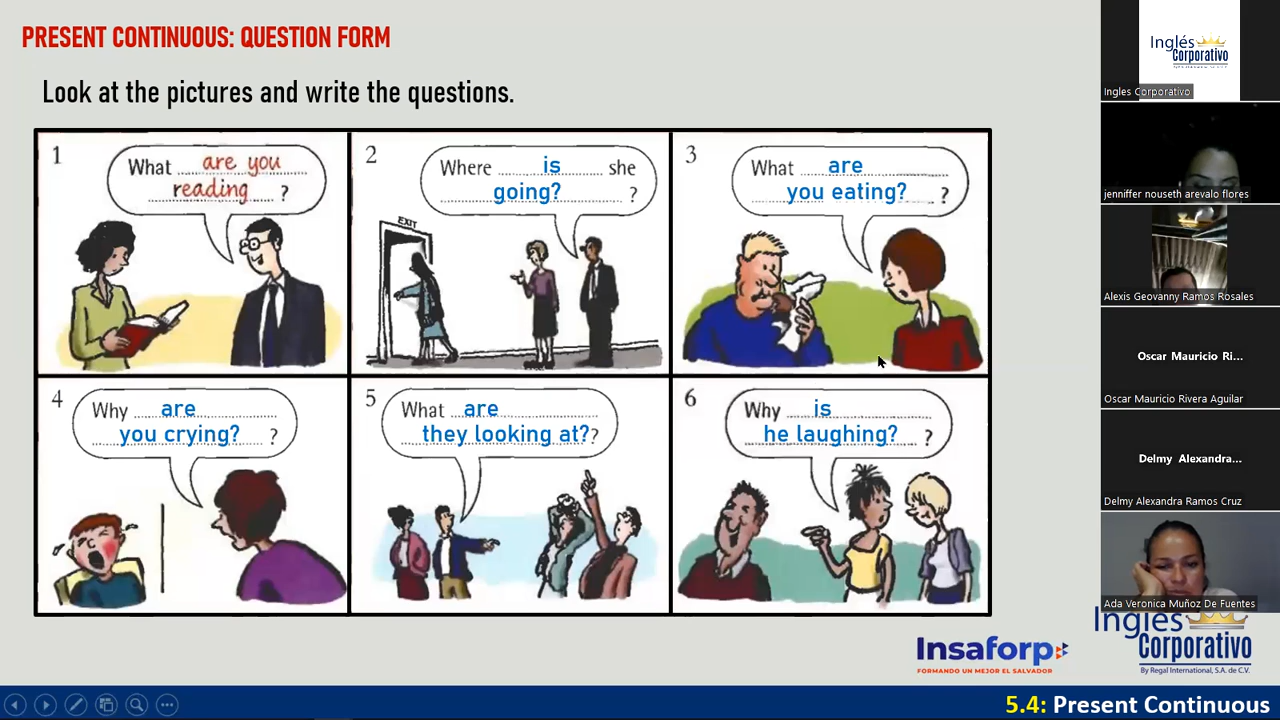 PRESENT CONTINUOUS: QUESTION FORM
Look at the pictures and write the questions.
1
What are you
reading ?
2
Where is she
going? ?
EXIT
3
What are
you eating? ?
4
Why are
you crying? ?
5
What are
they looking at??
6
Why is
he laughing? ?
Inglés
Corporativo
Ingles Corporativo
jenniffer nouseth arevalo flores
Alexis Geovanny Ramos Rosales
Oscar Mauricio Ri...
Oscar Mauricio Rivera Aguilar
Delmy Alexandra...
Delmy Alexandra Ramos Cruz
Ada Veronica Muñoz De Fuentes
Insaforp
FORMANDO UN MEJOR EL SALVADOR
Inglés
Corporativo
By Regal International, S.A. de C.V.
5.4: Present Continuous